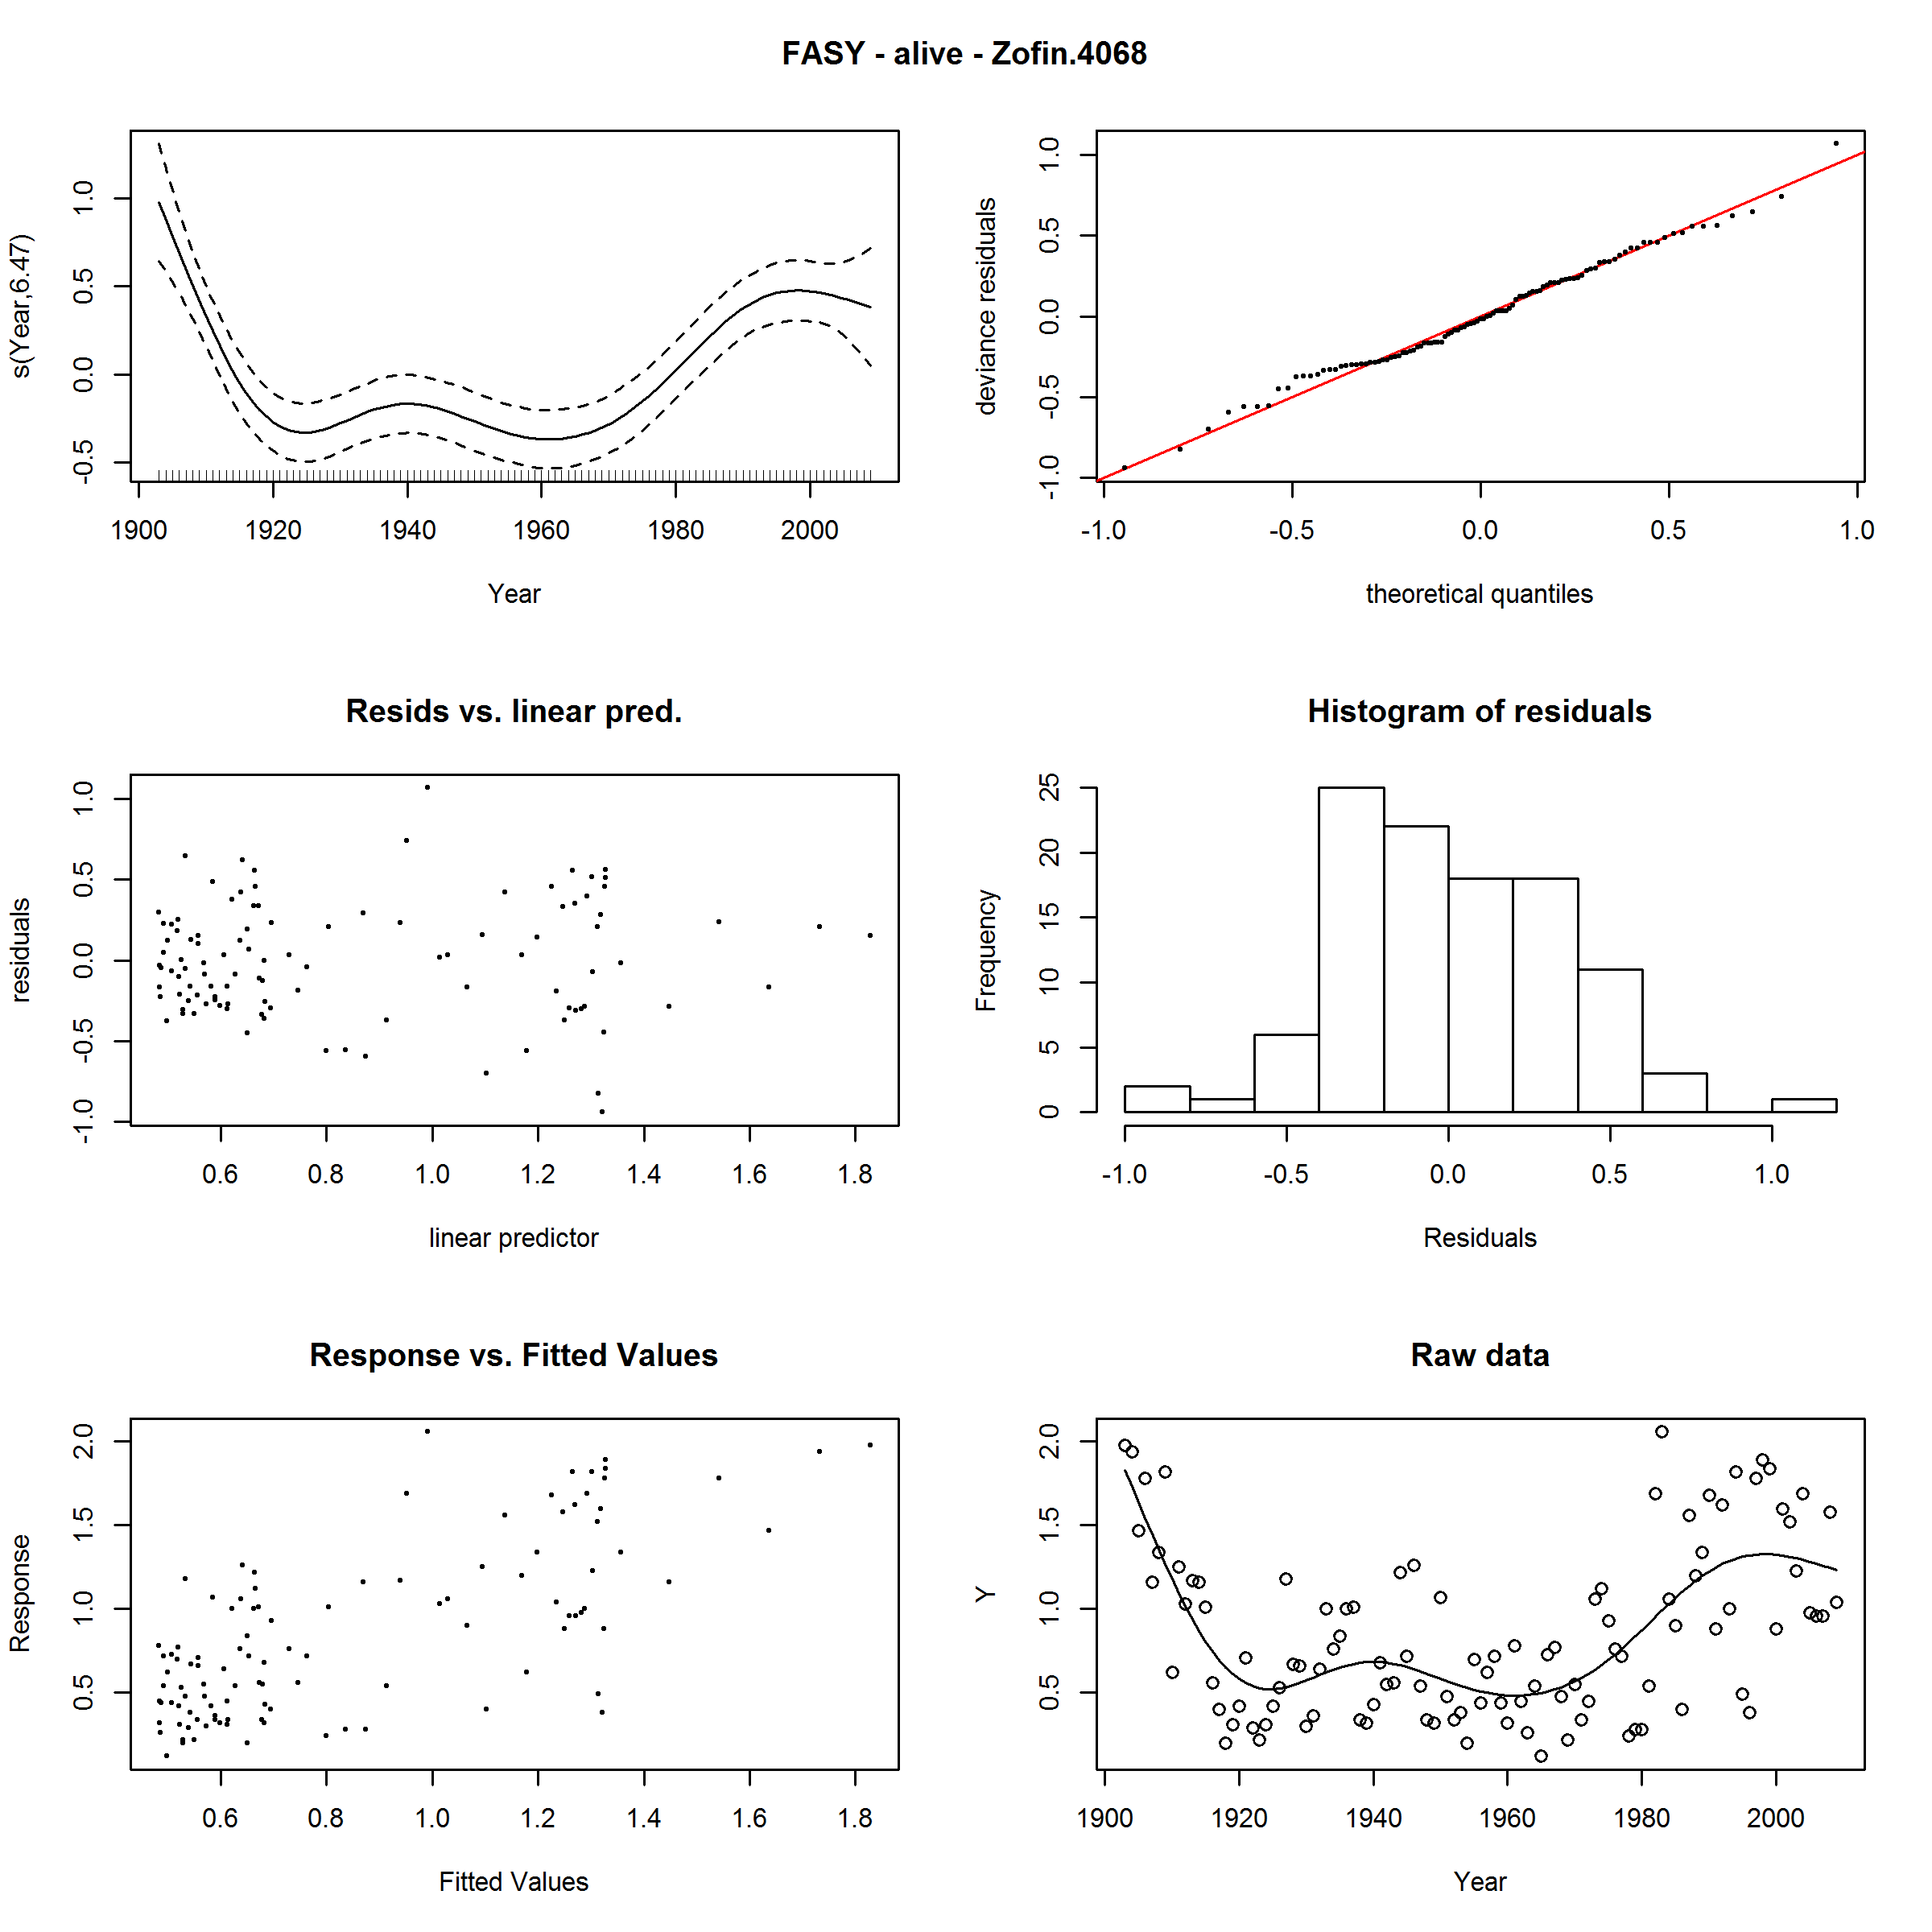 FASY - alive - Zofin.4068
s(Year,6.47)
-0.5 0.0 0.5 1.0
1900 1920 1940 1960 1980 2000
Year
deviance residuals
-1.0 -0.5 0.0 0.5 1.0
-1.0 -0.5 0.0 0.5 1.0
theoretical quantiles
Resids vs. linear pred.
residuals
-1.0 -0.5 0.0 0.5 1.0
0.6 0.8 1.0 1.2 1.4 1.6 1.8
linear predictor
Histogram of residuals
Frequency
0 5 10 15 20 25
-1.0 -0.5 0.0 0.5 1.0
Residuals
Response vs. Fitted Values
Response
0.5 1.0 1.5 2.0
0.6 0.8 1.0 1.2 1.4 1.6 1.8
Fitted Values
Raw data
Y
0.5 1.0 1.5 2.0
1900 1920 1940 1960 1980 2000
Year